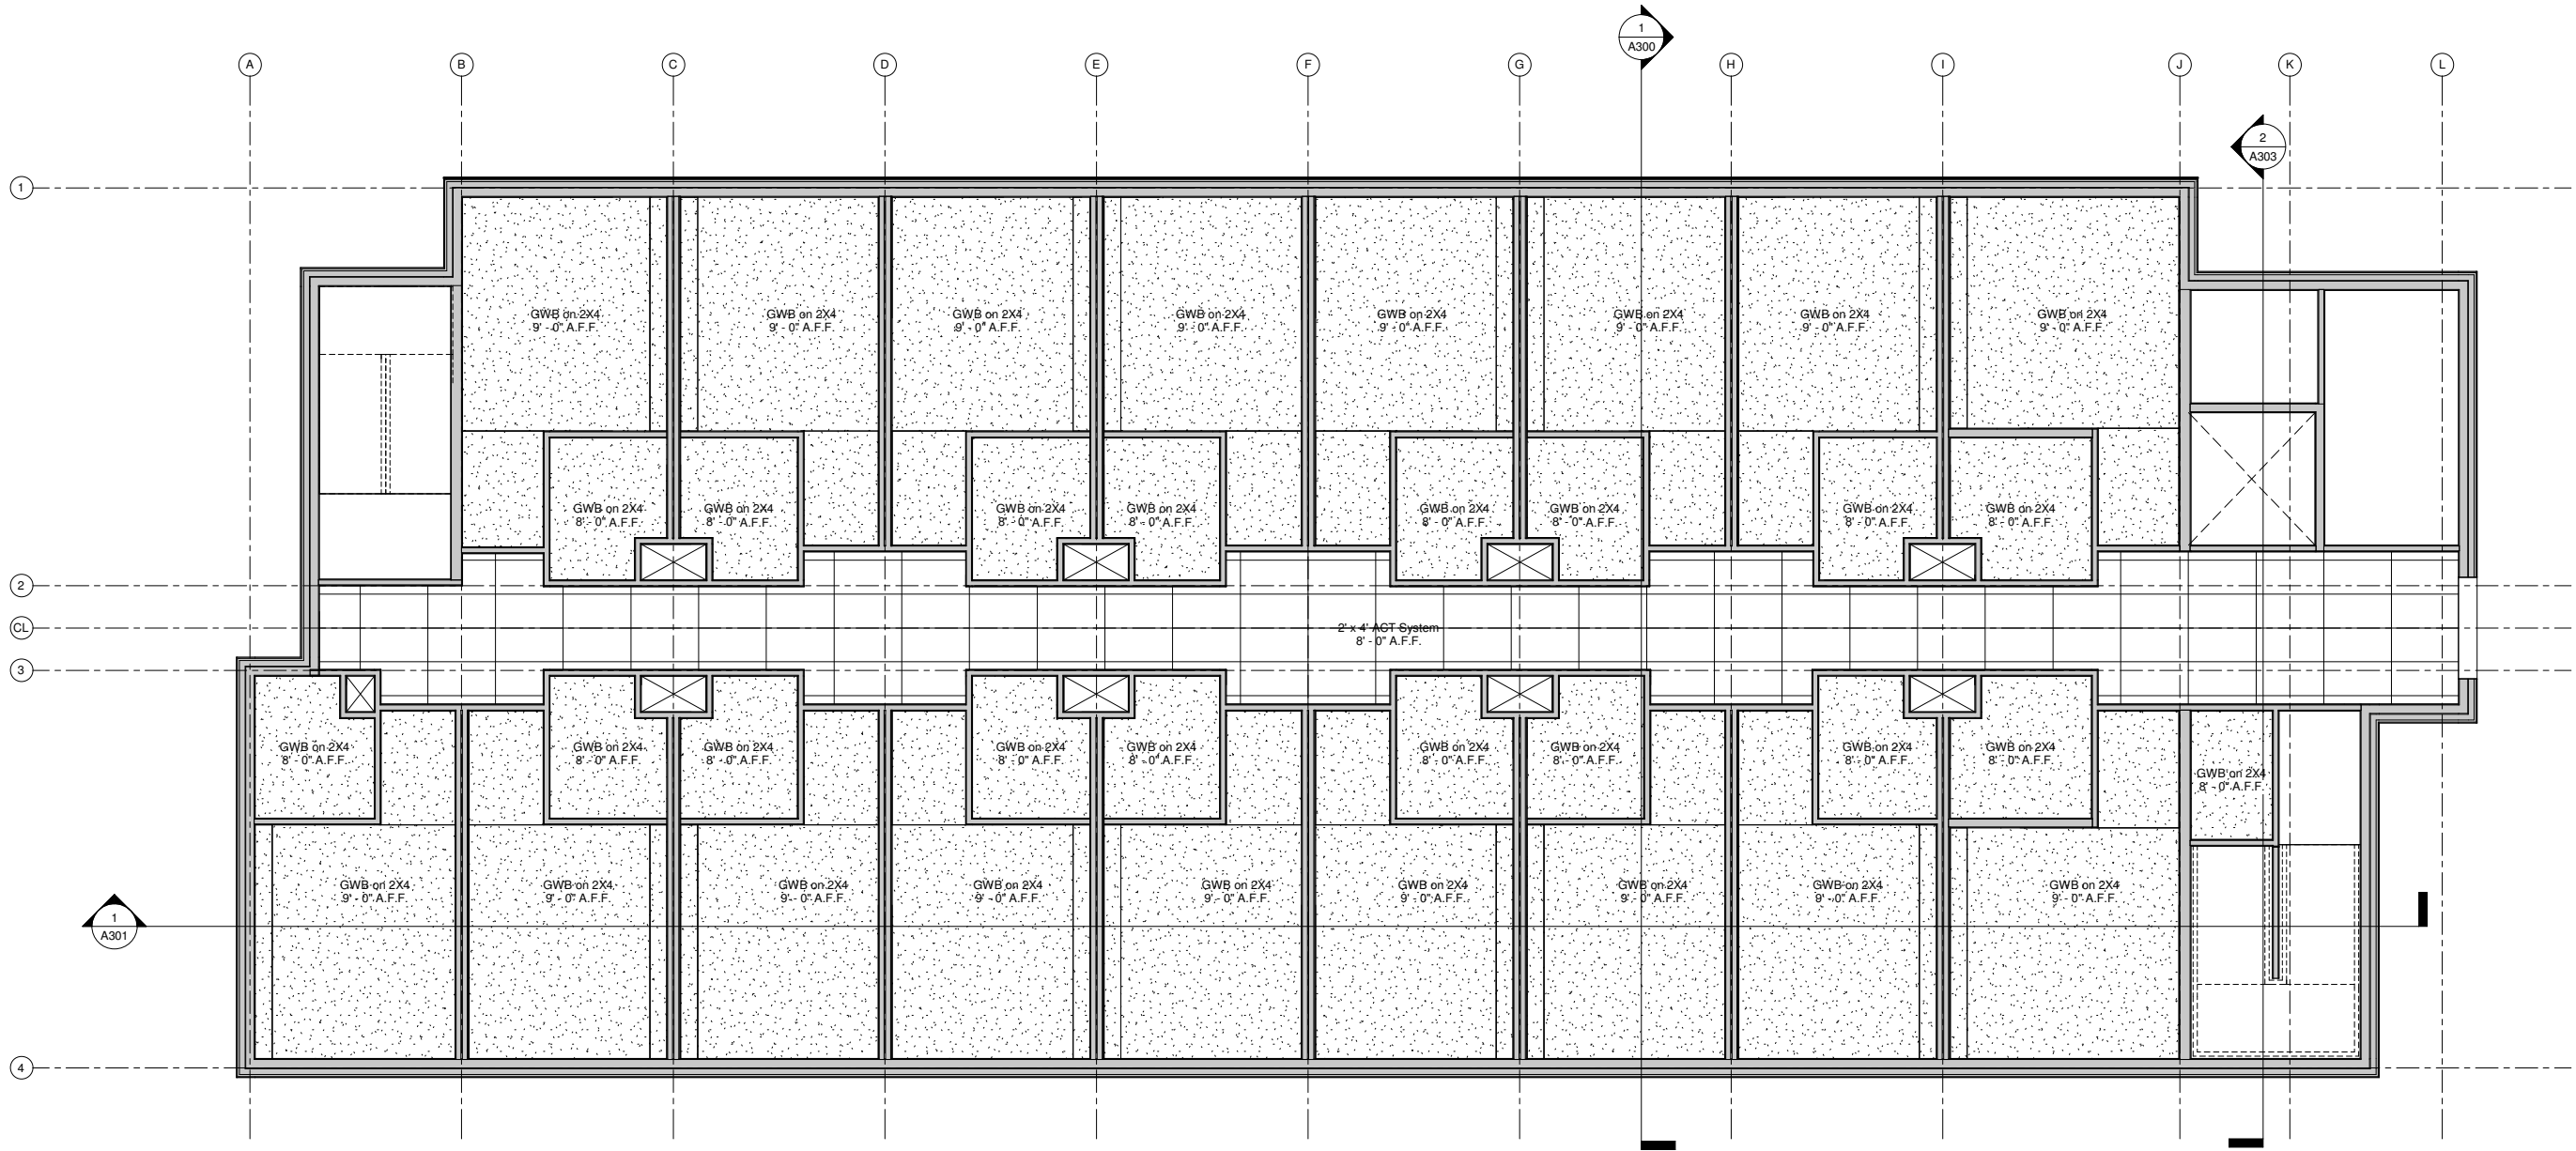 1
A300
A
B
C
D
E
F
G
H
I
J
K
L
2
A303
1
GWB on 2X4
9' - 0" A.F.F.
GWB on 2X4
9' - 0" A.F.F.
GWB on 2X4
9' - 0" A.F.F.
GWB on 2X4
9' - 0" A.F.F.
GWB on 2X4
9' - 0" A.F.F.
GWB on 2X4
9' - 0" A.F.F.
GWB on 2X4
9' - 0" A.F.F.
GWB on 2X4
9' - 0" A.F.F.
GWB on 2X4
8' - 0" A.F.F.
GWB on 2X4
8' - 0" A.F.F.
GWB on 2X4
8' - 0" A.F.F.
GWB on 2X4
8' - 0" A.F.F.
GWB on 2X4
8' - 0" A.F.F.
GWB on 2X4
8' - 0" A.F.F.
GWB on 2X4
8' - 0" A.F.F.
GWB on 2X4
8' - 0" A.F.F.
2
CL
2' x 4' ACT System
8' - 0" A.F.F.
3
GWB on 2X4
8' - 0" A.F.F.
GWB on 2X4
8' - 0" A.F.F.
GWB on 2X4
8' - 0" A.F.F.
GWB on 2X4
8' - 0" A.F.F.
GWB on 2X4
8' - 0" A.F.F.
GWB on 2X4
8' - 0" A.F.F.
GWB on 2X4
8' - 0" A.F.F.
GWB on 2X4
8' - 0" A.F.F.
GWB on 2X4
8' - 0" A.F.F.
GWB on 2X4
8' - 0" A.F.F.
GWB on 2X4
9' - 0" A.F.F.
GWB on 2X4
9' - 0" A.F.F.
GWB on 2X4
9' - 0" A.F.F.
GWB on 2X4
9' - 0" A.F.F.
GWB on 2X4
9' - 0" A.F.F.
GWB on 2X4
9' - 0" A.F.F.
GWB on 2X4
9' - 0" A.F.F.
GWB on 2X4
9' - 0" A.F.F.
GWB on 2X4
9' - 0" A.F.F.
1
A301
4